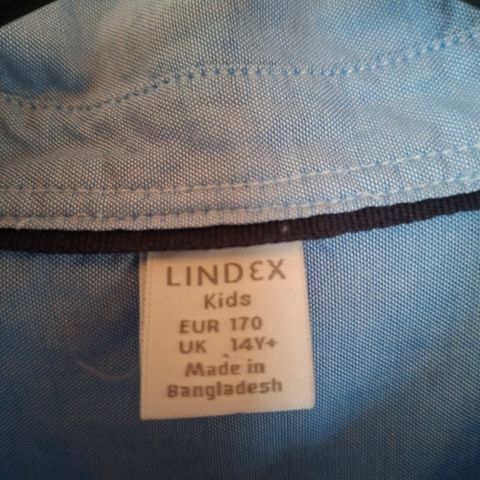 LINDEX
Kids
EUR 170
UK 14Y+
Made in
Bangladesh